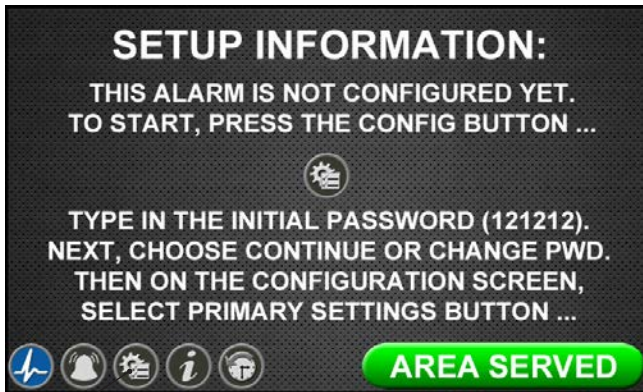 SETUP INFORMATION:
THIS ALARM IS NOT CONFIGURED YET.
TO START, PRESS THE CONFIG BUTTON ...
TYPE IN THE INITIAL PASSWORD (121212).
NEXT, CHOOSE CONTINUE OR CHANGE PWD.
THEN ON THE CONFIGURATION SCREEN,
SELECT PRIMARY SETTINGS BUTTON ...
AREA SERVED